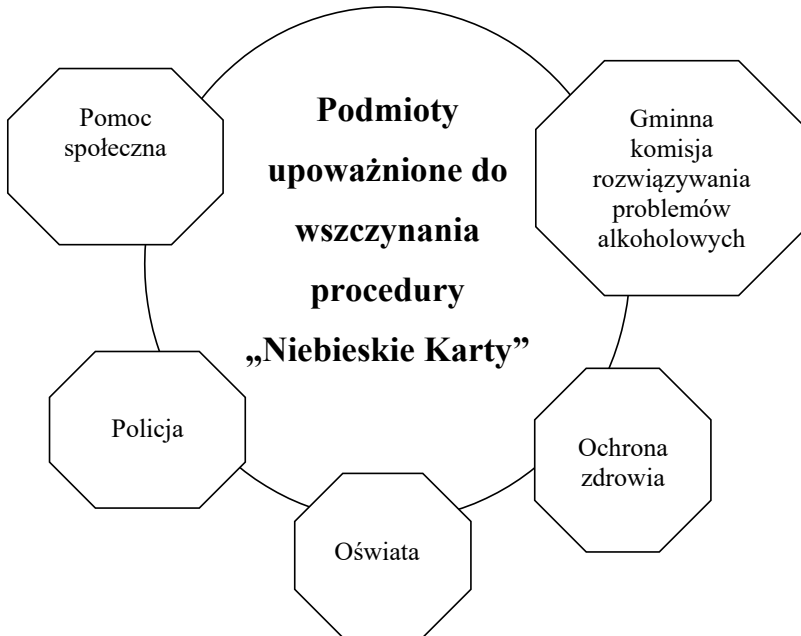 Podmioty
upoważnione do
wszczynania
procedury
„Niebieskie Karty”
Pomoc
społeczna
Gminna
komisja
rozwiązywania
problemów
alkoholowych
Policja
Ochrona
zdrowia
Oświata